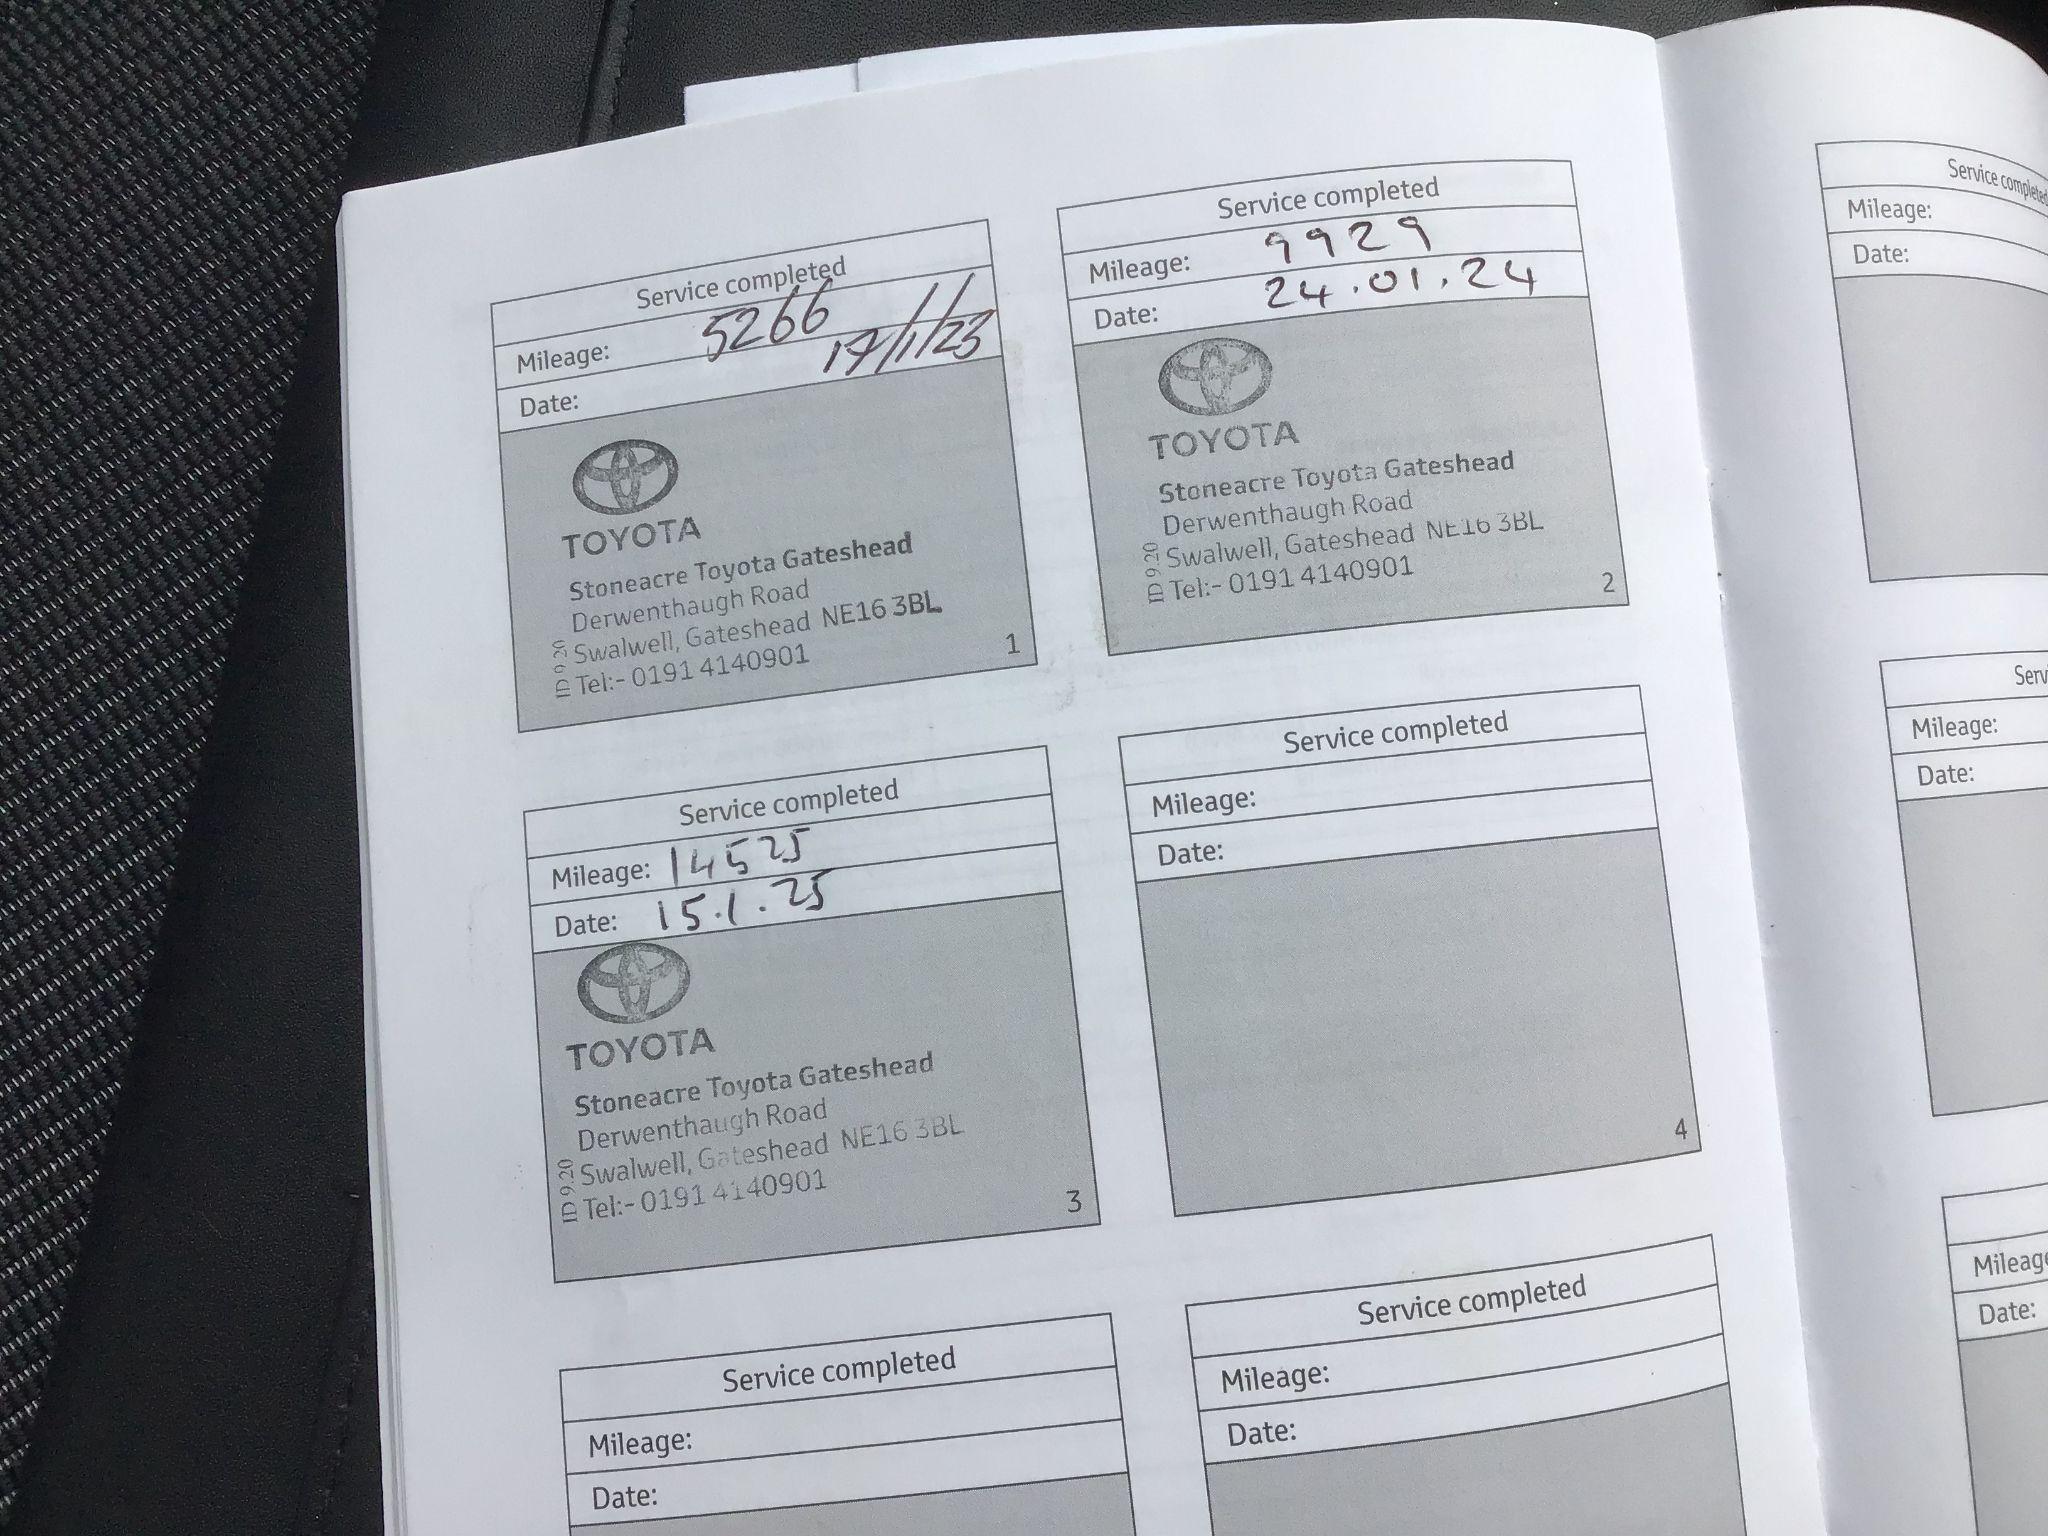 Service completed
Mileage: 5266
Date: 17/1/23
TOYOTA
Stoneacre Toyota Gateshead
Derwenthaugh Road
Swalwell, Gateshead NE16 3BL
Tel:- 0191 4140901
ID 9.20
1
Service completed
Mileage: 9929
Date: 24.01.24
TOYOTA
Stoneacre Toyota Gateshead
Derwenthaugh Road
Swalwell, Gateshead NE16 3BL
Tel:- 0191 4140901
ID 9.20
2
Service completed
Mileage: 14525
Date: 15.1.25
TOYOTA
Stoneacre Toyota Gateshead
Derwenthaugh Road
Swalwell, Gateshead NE16 3BL
Tel:- 0191 4140901
ID 9.20
3
Service completed
Mileage:
Date:
4
Service completed
Mileage:
Date:
Service completed
Mileage:
Date:
Service completed
Mileage:
Date:
Mileage:
Date:
Date: